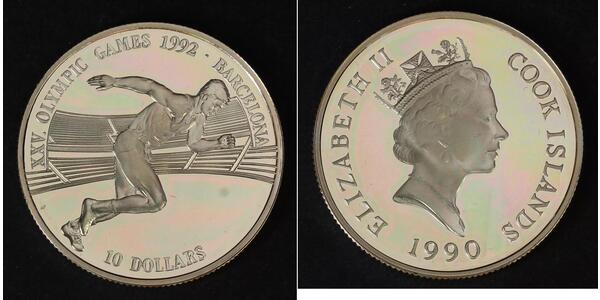 XXV. OLYMPIC GAMES 1992 · BARCELONA
10 DOLLARS
ELIZABETH II
COOK ISLANDS
1990